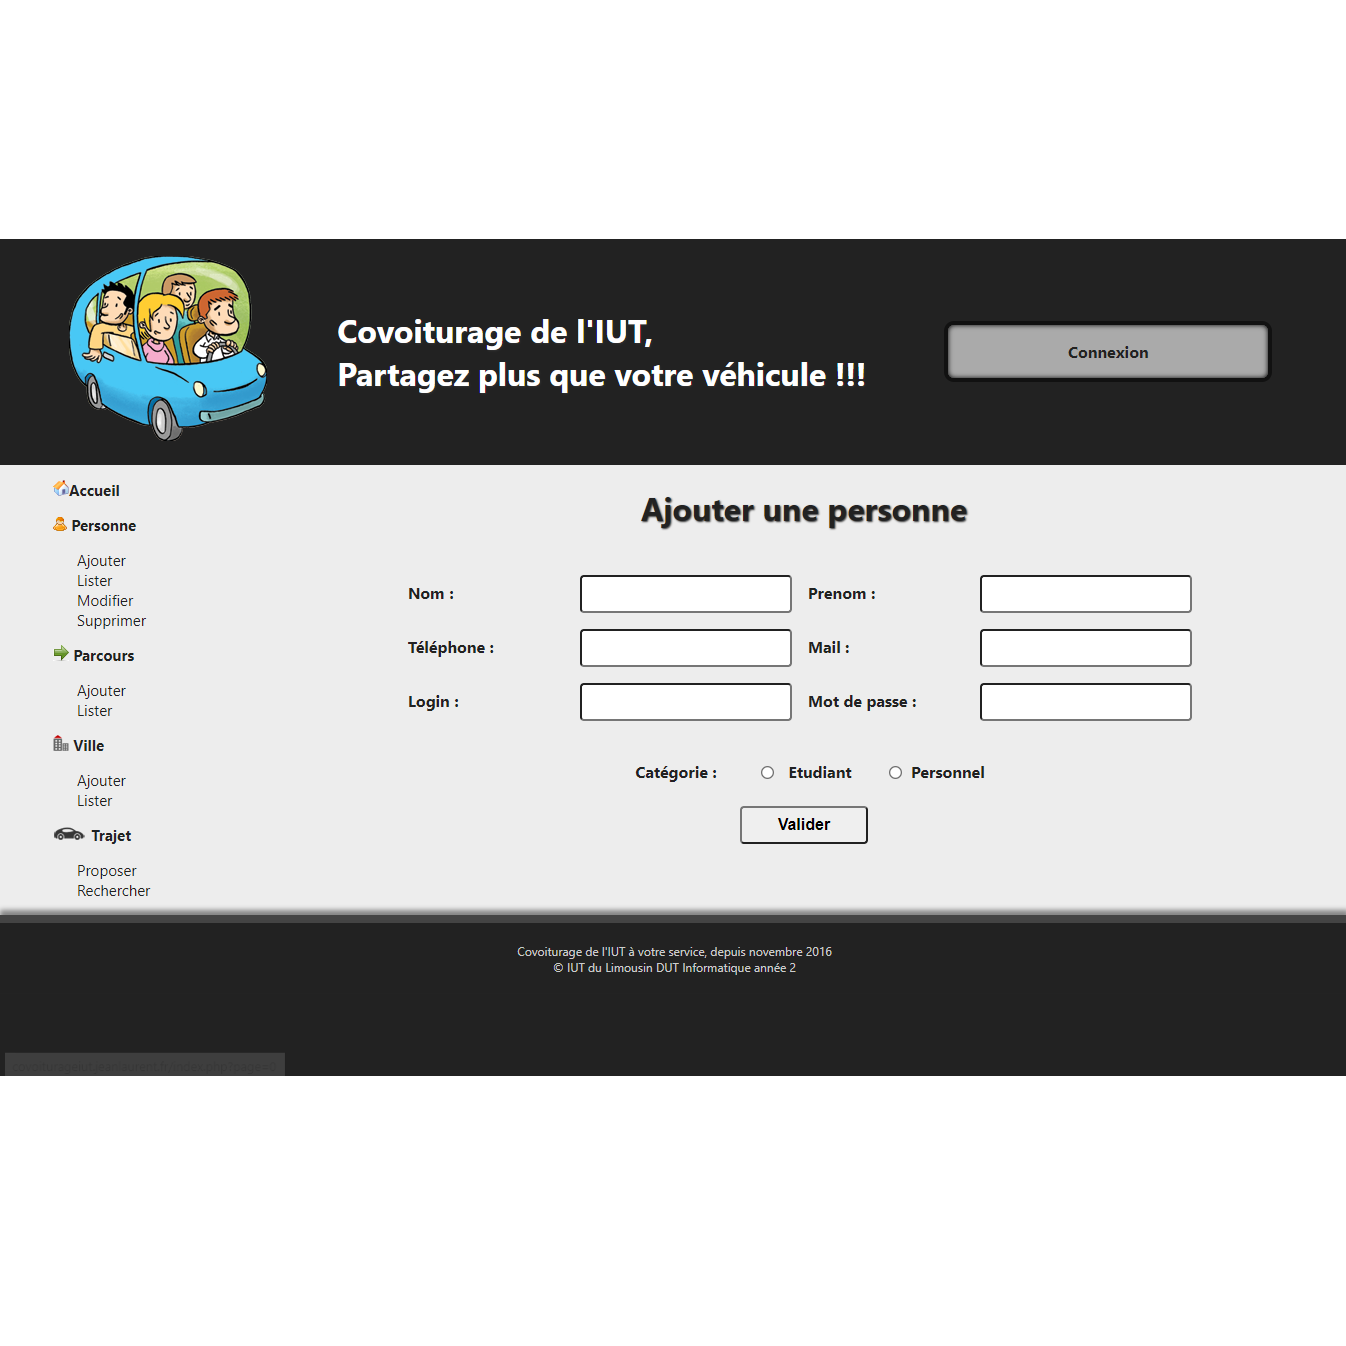 Covoiturage de l'IUT,
Partagez plus que votre véhicule !!!
Connexion
Accueil
Personne
Ajouter
Lister
Modifier
Supprimer
Parcours
Ajouter
Lister
Ville
Ajouter
Lister
Trajet
Proposer
Rechercher
Ajouter une personne
Nom :
Prenom :
Téléphone :
Mail :
Login :
Mot de passe :
Catégorie : Etudiant Personnel
Valider
Covoiturage de l'IUT à votre service, depuis novembre 2016
© IUT du Limousin DUT Informatique année 2